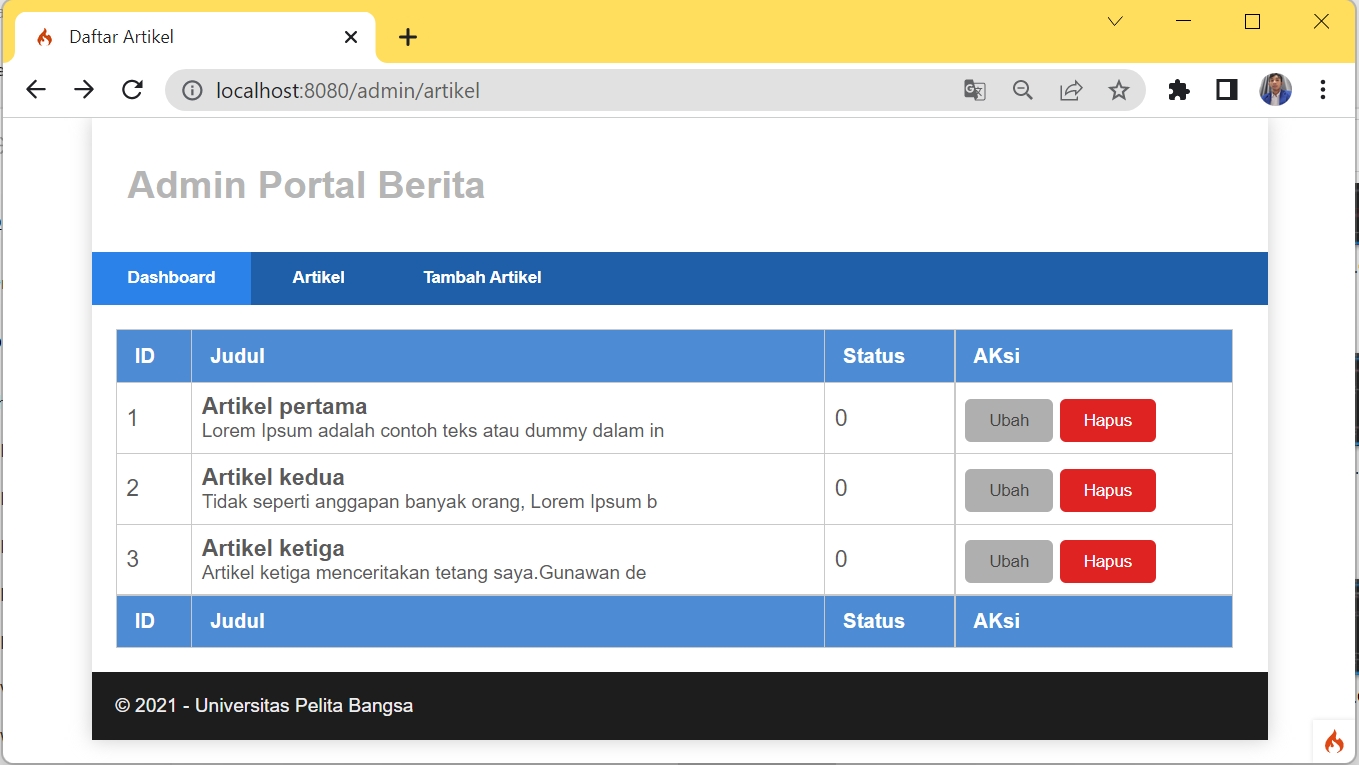 Daftar Artikel
localhost:8080/admin/artikel
Admin Portal Berita
Dashboard Artikel Tambah Artikel
ID Judul Status AKsi
1 Artikel pertama 0 Ubah Hapus
Lorem Ipsum adalah contoh teks atau dummy dalam in
2 Artikel kedua 0 Ubah Hapus
Tidak seperti anggapan banyak orang, Lorem Ipsum b
3 Artikel ketiga 0 Ubah Hapus
Artikel ketiga menceritakan tetang saya.Gunawan de
ID Judul Status AKsi
© 2021 - Universitas Pelita Bangsa